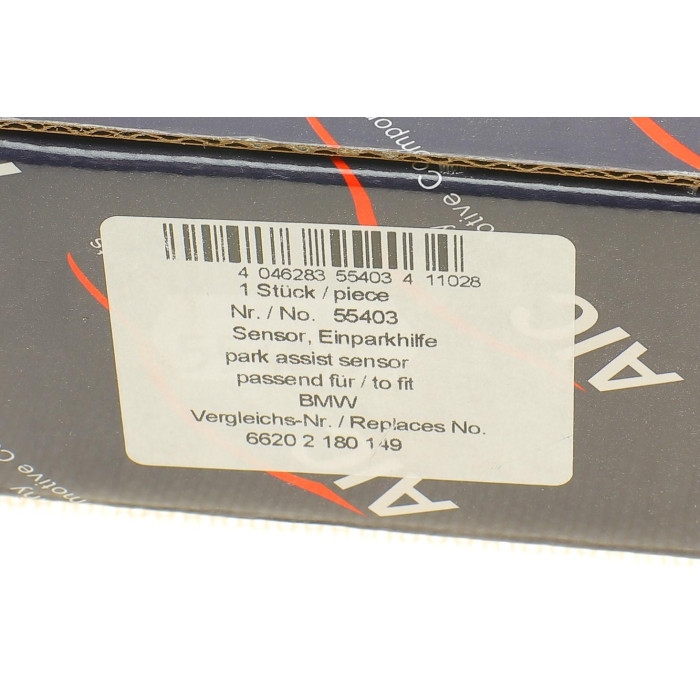 4 046283 55403 4 11028
1 Stück / piece
Nr. / No. 55403
Sensor, Einparkhilfe
park assist sensor
passend für / to fit
BMW
Vergleichs-Nr. / Replaces No.
6620 2 180 149
AIC
AIC